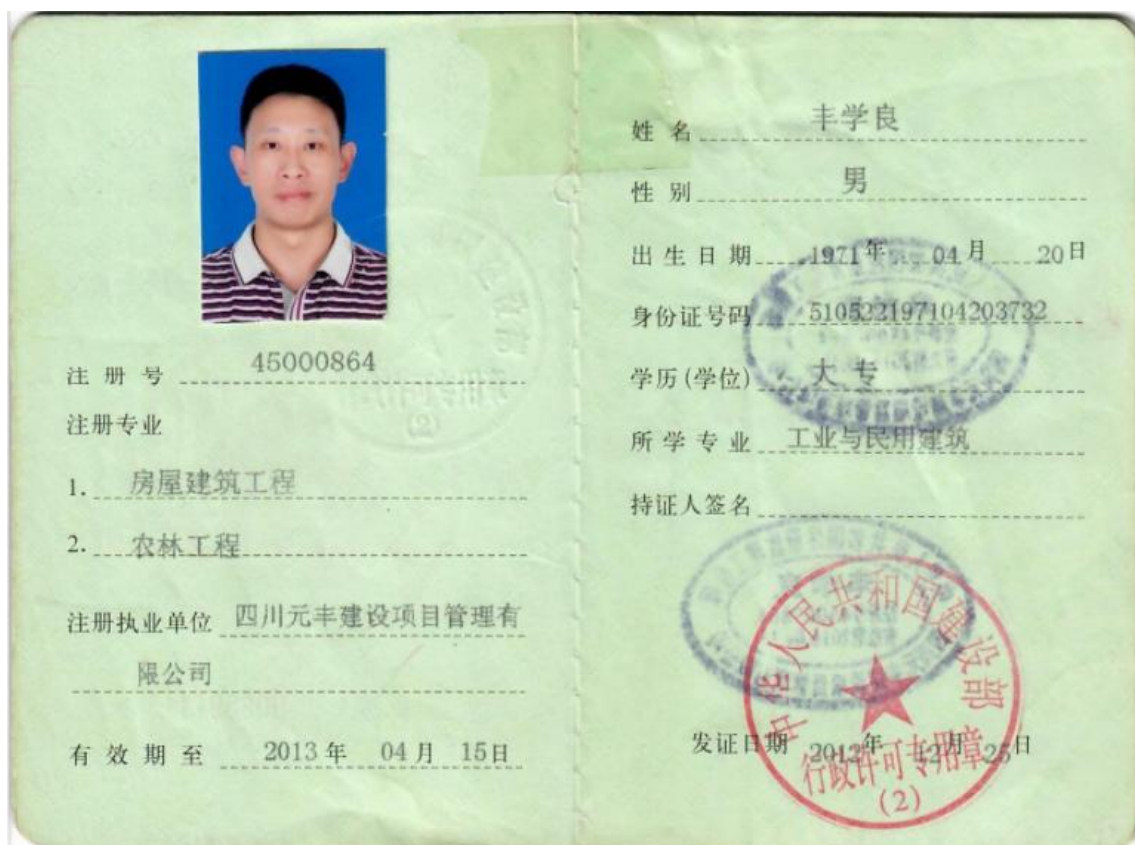 注 册 号 45000864
注册专业
1. 房屋建筑工程
2. 农林工程
注册执业单位 四川元丰建设项目管理有
限公司
有 效 期 至 2013年 04月 15日
姓 名 丰学良
性 别 男
出 生 日 期 1971年 04月 20日
身份证号码 510522197104203732
学历(学位) 大 专
所 学 专 业 工业与民用建筑
持证人签名
中华人民共和国建设部
发证日期 2012年 12月 25日
行政许可专用章
(2)